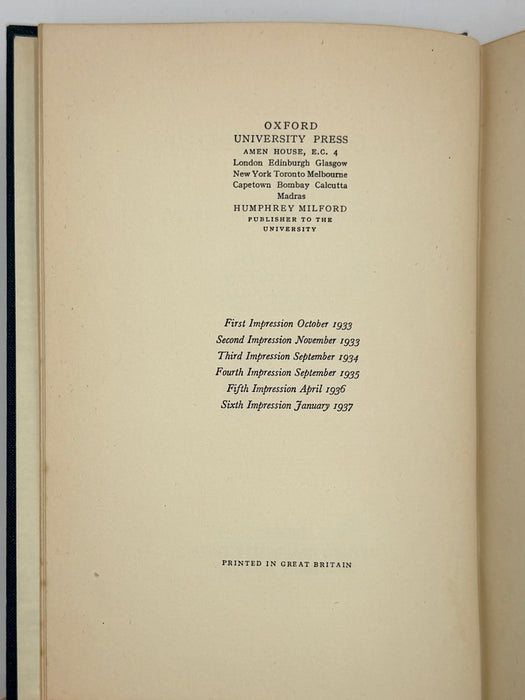 OXFORD
UNIVERSITY PRESS
AMEN HOUSE, E.C. 4
London Edinburgh Glasgow
New York Toronto Melbourne
Capetown Bombay Calcutta
Madras
HUMPHREY MILFORD
PUBLISHER TO THE
UNIVERSITY
First Impression October 1933
Second Impression November 1933
Third Impression September 1934
Fourth Impression September 1935
Fifth Impression April 1936
Sixth Impression January 1937
PRINTED IN GREAT BRITAIN